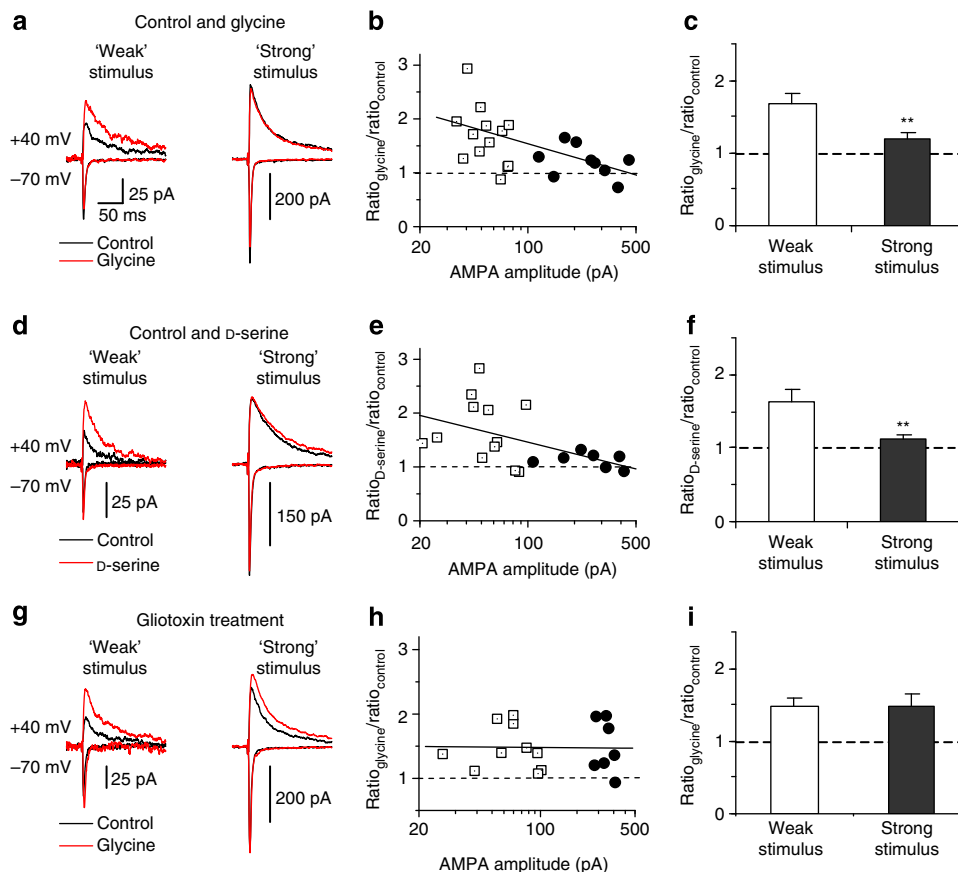 a
Control and glycine
'Weak' stimulus
'Strong' stimulus
+40 mV
–70 mV
25 pA
50 ms
200 pA
Control
Glycine
b
Ratioglycine/ratiocontrol
3
2
1
0
20
100
500
AMPA amplitude (pA)
c
Ratioglycine/ratiocontrol
2
1
0
**
Weak stimulus
Strong stimulus
d
Control and D-serine
'Weak' stimulus
'Strong' stimulus
+40 mV
–70 mV
25 pA
150 pA
Control
D-serine
e
RatioD-serine/ratiocontrol
3
2
1
0
20
100
500
AMPA amplitude (pA)
f
RatioD-serine/ratiocontrol
2
1
0
**
Weak stimulus
Strong stimulus
g
Gliotoxin treatment
'Weak' stimulus
'Strong' stimulus
+40 mV
–70 mV
25 pA
200 pA
Control
Glycine
h
Ratioglycine/ratiocontrol
3
2
1
20
100
500
AMPA amplitude (pA)
i
Ratioglycine/ratiocontrol
2
1
0
Weak stimulus
Strong stimulus